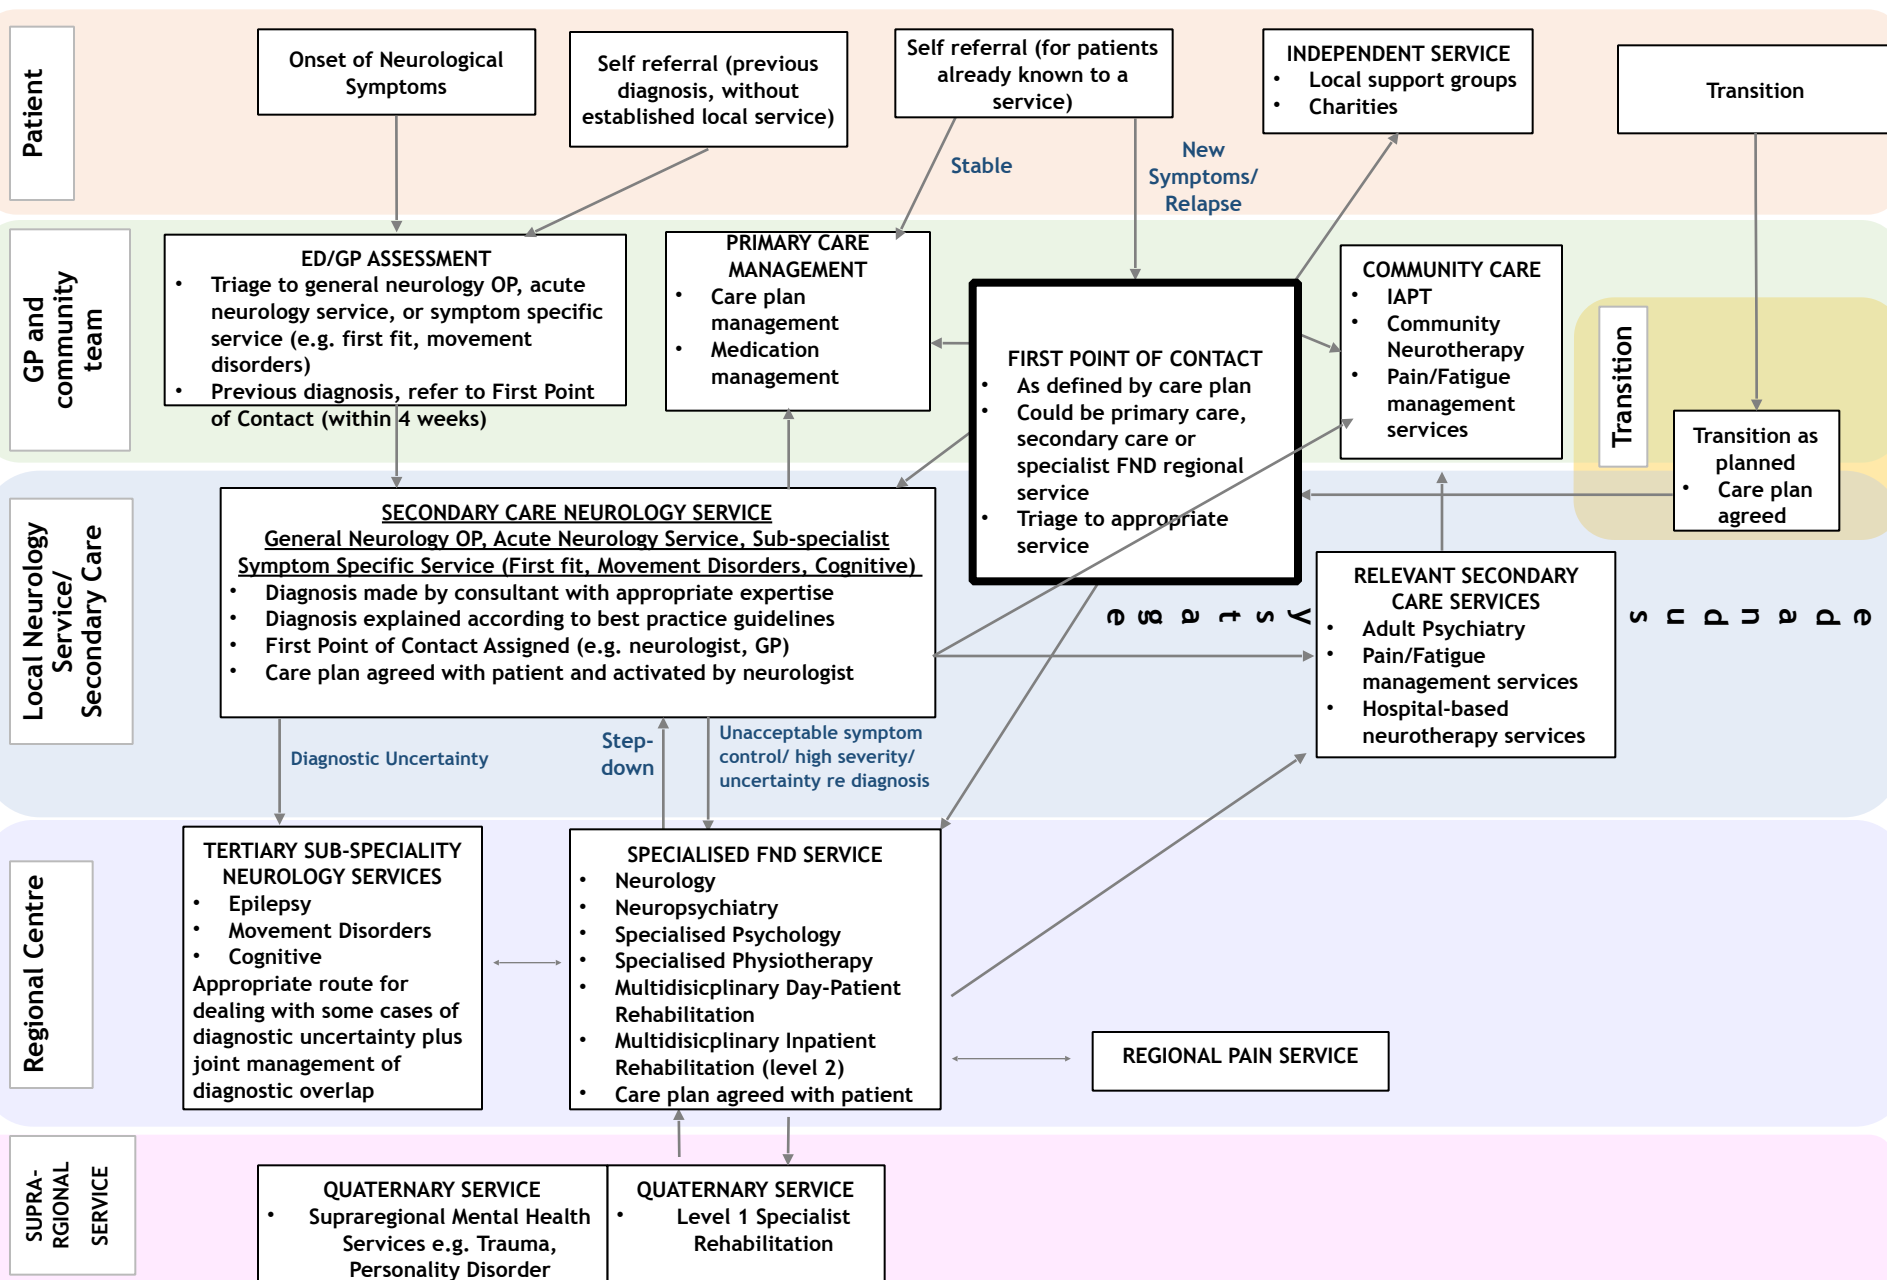 Patient
Onset of Neurological
Symptoms
Self referral (previous
diagnosis, without
established local service)
Self referral (for patients
already known to a
service)
INDEPENDENT SERVICE
• Local support groups
• Charities
Transition
Stable
New
Symptoms/
Relapse
GP and
community
team
ED/GP ASSESSMENT
• Triage to general neurology OP, acute
neurology service, or symptom specific
service (e.g. first fit, movement
disorders)
• Previous diagnosis, refer to First Point
of Contact (within 4 weeks)
PRIMARY CARE
MANAGEMENT
• Care plan
management
• Medication
management
FIRST POINT OF CONTACT
• As defined by care plan
• Could be primary care,
secondary care or
specialist FND regional
service
• Triage to appropriate
service
COMMUNITY CARE
• IAPT
• Community
Neurotherapy
• Pain/Fatigue
management
services
Transition
Transition as
planned
• Care plan
agreed
Local Neurology
Service/
Secondary Care
SECONDARY CARE NEUROLOGY SERVICE
General Neurology OP, Acute Neurology Service, Sub-specialist
Symptom Specific Service (First fit, Movement Disorders, Cognitive)
• Diagnosis made by consultant with appropriate expertise
• Diagnosis explained according to best practice guidelines
• First Point of Contact Assigned (e.g. neurologist, GP)
• Care plan agreed with patient and activated by neurologist
RELEVANT SECONDARY
CARE SERVICES
• Adult Psychiatry
• Pain/Fatigue
management services
• Hospital-based
neurotherapy services
Diagnostic Uncertainty
Step-
down
Unacceptable symptom
control/ high severity/
uncertainty re diagnosis
Regional Centre
TERTIARY SUB-SPECIALITY
NEUROLOGY SERVICES
• Epilepsy
• Movement Disorders
• Cognitive
Appropriate route for
dealing with some cases of
diagnostic uncertainty plus
joint management of
diagnostic overlap
SPECIALISED FND SERVICE
• Neurology
• Neuropsychiatry
• Specialised Psychology
• Specialised Physiotherapy
• Multidisicplinary Day-Patient
Rehabilitation
• Multidisicplinary Inpatient
Rehabilitation (level 2)
• Care plan agreed with patient
REGIONAL PAIN SERVICE
SUPRA-
RGIONAL
SERVICE
QUATERNARY SERVICE
• Supraregional Mental Health
Services e.g. Trauma,
Personality Disorder
QUATERNARY SERVICE
• Level 1 Specialist
Rehabilitation